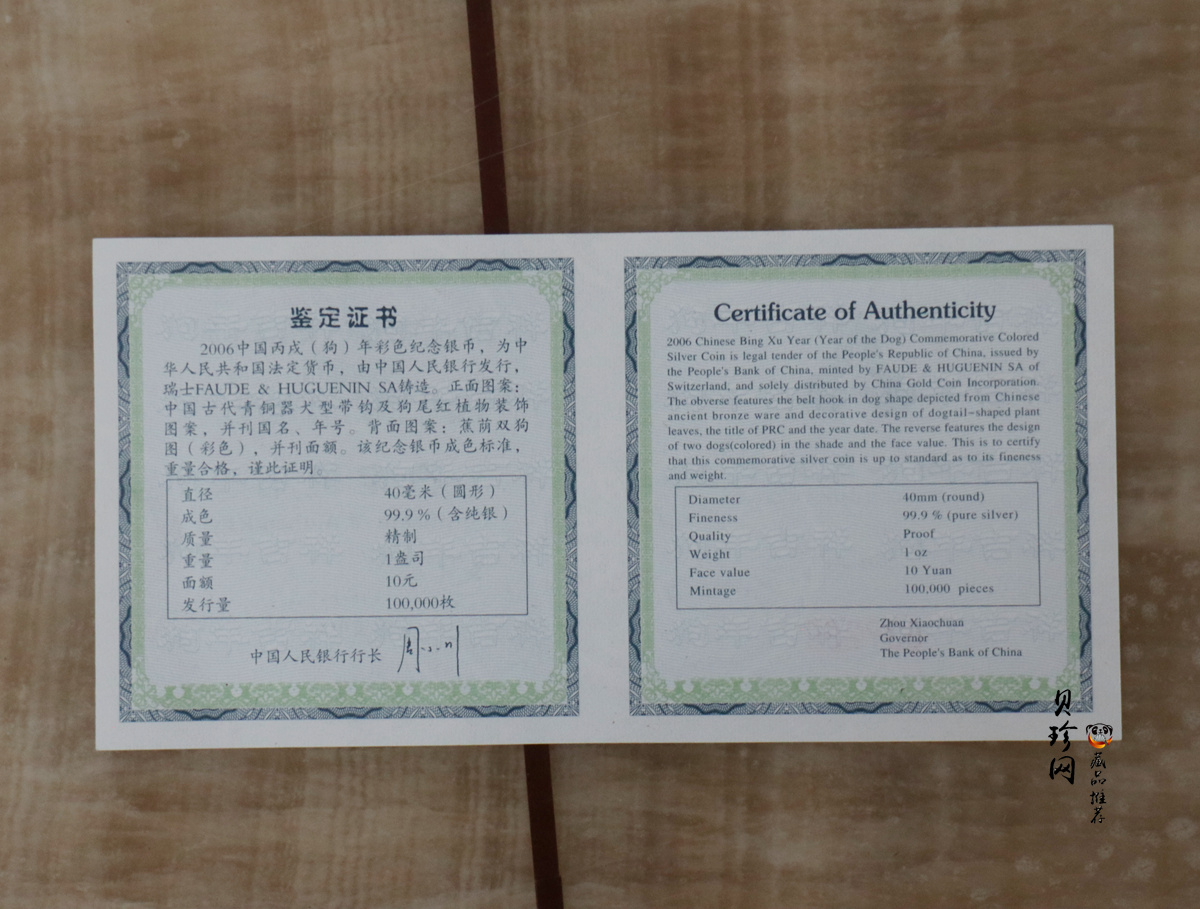 鉴定证书
2006中国丙戌（狗）年彩色纪念银币，为中
华人民共和国法定货币，由中国人民银行发行，
瑞士FAUDE & HUGUENIN SA铸造。正面图案：
中国古代青铜器犬型带钩及狗尾红植物装饰
图案，并刊国名、年号。背面图案：蕉荫双狗
图（彩色），并刊面额。该纪念银币成色标准，
重量合格，谨此证明。
直径 40毫米（圆形）
成色 99.9％（含纯银）
质量 精制
重量 1盎司
面额 10元
发行量 100,000枚
中国人民银行行长 周小川
Certificate of Authenticity
2006 Chinese Bing Xu Year (Year of the Dog) Commemorative Colored
Silver Coin is legal tender of the People's Republic of China, issued by
the People's Bank of China, minted by FAUDE & HUGUENIN SA of
Switzerland, and solely distributed by China Gold Coin Incorporation.
The obverse features the belt hook in dog shape depicted from Chinese
ancient bronze ware and decorative design of dogtail-shaped plant
leaves, the title of PRC and the year date. The reverse features the design
of two dogs(colored) in the shade and the face value. This is to certify
that this commemorative silver coin is up to standard as to its fineness
and weight.
Diameter 40mm (round)
Fineness 99.9 % (pure silver)
Quality Proof
Weight 1 oz
Face value 10 Yuan
Mintage 100,000 pieces
Zhou Xiaochuan
Governor
The People's Bank of China
贝珍网
藏品推荐